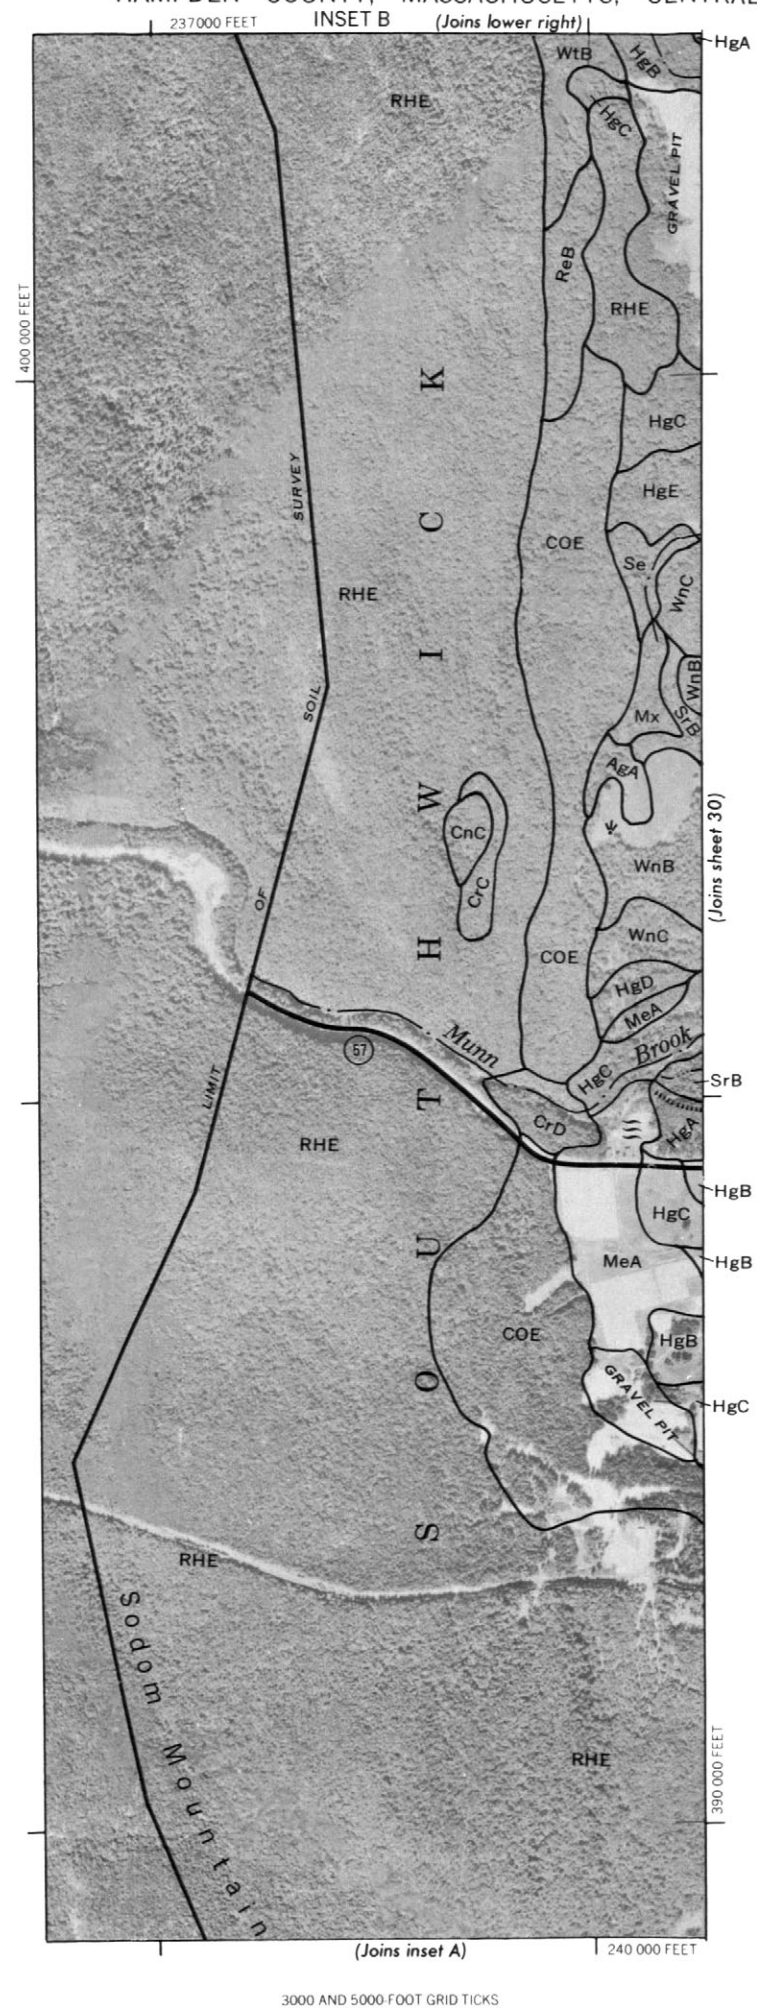 HAMPDEN COUNTY, MASSACHUSETTS, CENTRAL
237 000 FEET
INSET B
(Joins lower right)
HgA
WtB
HgB
RHE
HgC
GRAVEL PIT
ReB
RHE
400 000 FEET
K
HgC
SURVEY
HgE
C
COE
Se
WnC
RHE
I
WnB
SOIL
Mx
SrB
AgA
W
CnC
WnB
(Joins sheet 30)
CrC
OF
WnC
H
COE
HgD
MeA
57
Munn
Brook
HgC
SrB
LIMIT
T
CrD
HgA
RHE
HgB
HgC
U
HgB
MeA
COE
HgB
O
GRAVEL PIT
HgC
S
RHE
Sodom Mountain
RHE
390 000 FEET
(Joins inset A)
240 000 FEET
3000 AND 5000-FOOT GRID TICKS